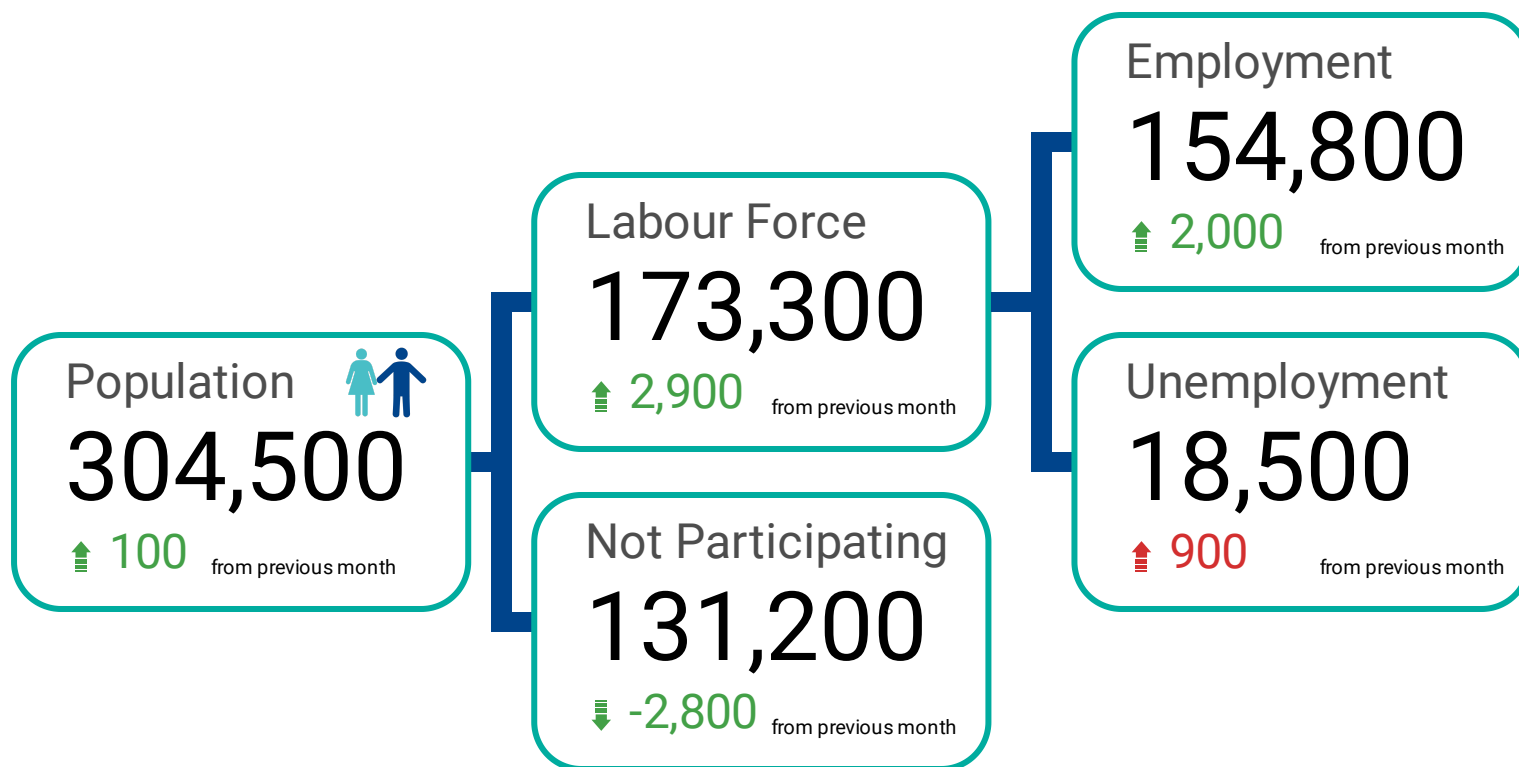 Population
304,500
100 from previous month
Labour Force
173,300
2,900 from previous month
Not Participating
131,200
-2,800 from previous month
Employment
154,800
2,000 from previous month
Unemployment
18,500
900 from previous month